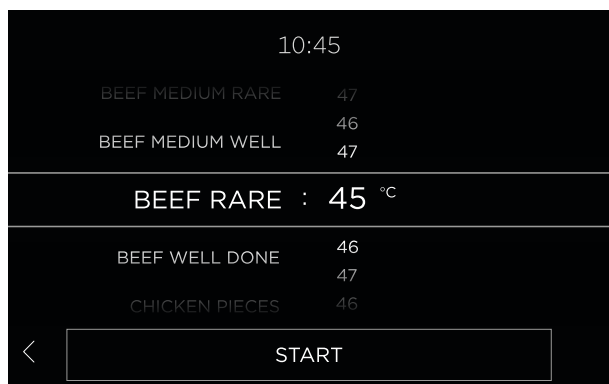 10:45
BEEF MEDIUM RARE 47
46
BEEF MEDIUM WELL 47
BEEF RARE : 45 °C
46
BEEF WELL DONE
47
CHICKEN PIECES 46
START